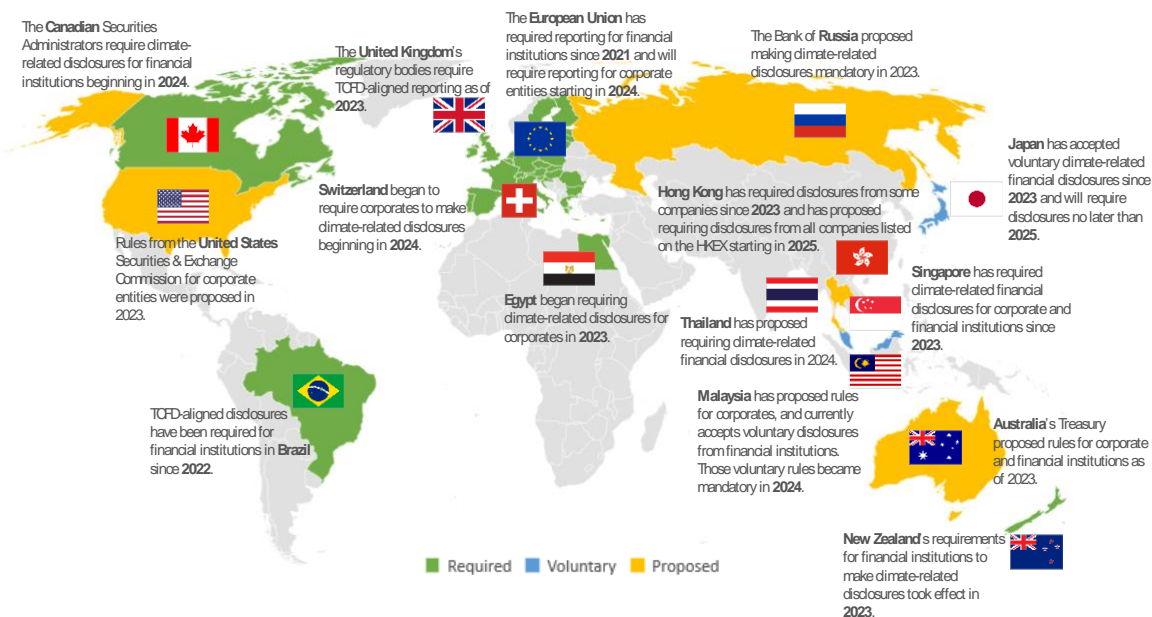 The Canadian Securities
Administrators require climate-
related disclosures for financial
institutions beginning in 2024.
The United Kingdom's
regulatory bodies require
TCFD-aligned reporting as of
2023.
The European Union has
required reporting for financial
institutions since 2021 and will
require reporting for corporate
entities starting in 2024.
The Bank of Russia proposed
making climate-related
disclosures mandatory in 2023.
Japan has accepted
voluntary climate-related
financial disclosures since
2023 and will require
disclosures no later than
2025.
Switzerland began to
require corporates to make
climate-related disclosures
beginning in 2024.
Hong Kong has required disclosures from some
companies since 2023 and has proposed
requiring disclosures from all companies listed
on the HKEX starting in 2025.
Rules from the United States
Securities & Exchange
Commission for corporate
entities were proposed in
2023.
Egypt began requiring
climate-related disclosures for
corporates in 2023.
Singapore has required
climate-related financial
disclosures for corporate and
financial institutions since
2023.
Thailand has proposed
requiring climate-related
financial disclosures in 2024.
Malaysia has proposed rules
for corporates, and currently
accepts voluntary disclosures
from financial institutions.
Those voluntary rules became
mandatory in 2024.
TCFD-aligned disclosures
have been required for
financial institutions in Brazil
since 2022.
Australia's Treasury
proposed rules for corporate
and financial institutions as
of 2023.
New Zealand's requirements
for financial institutions to
make climate-related
disclosures took effect in
2023.
Required Voluntary Proposed